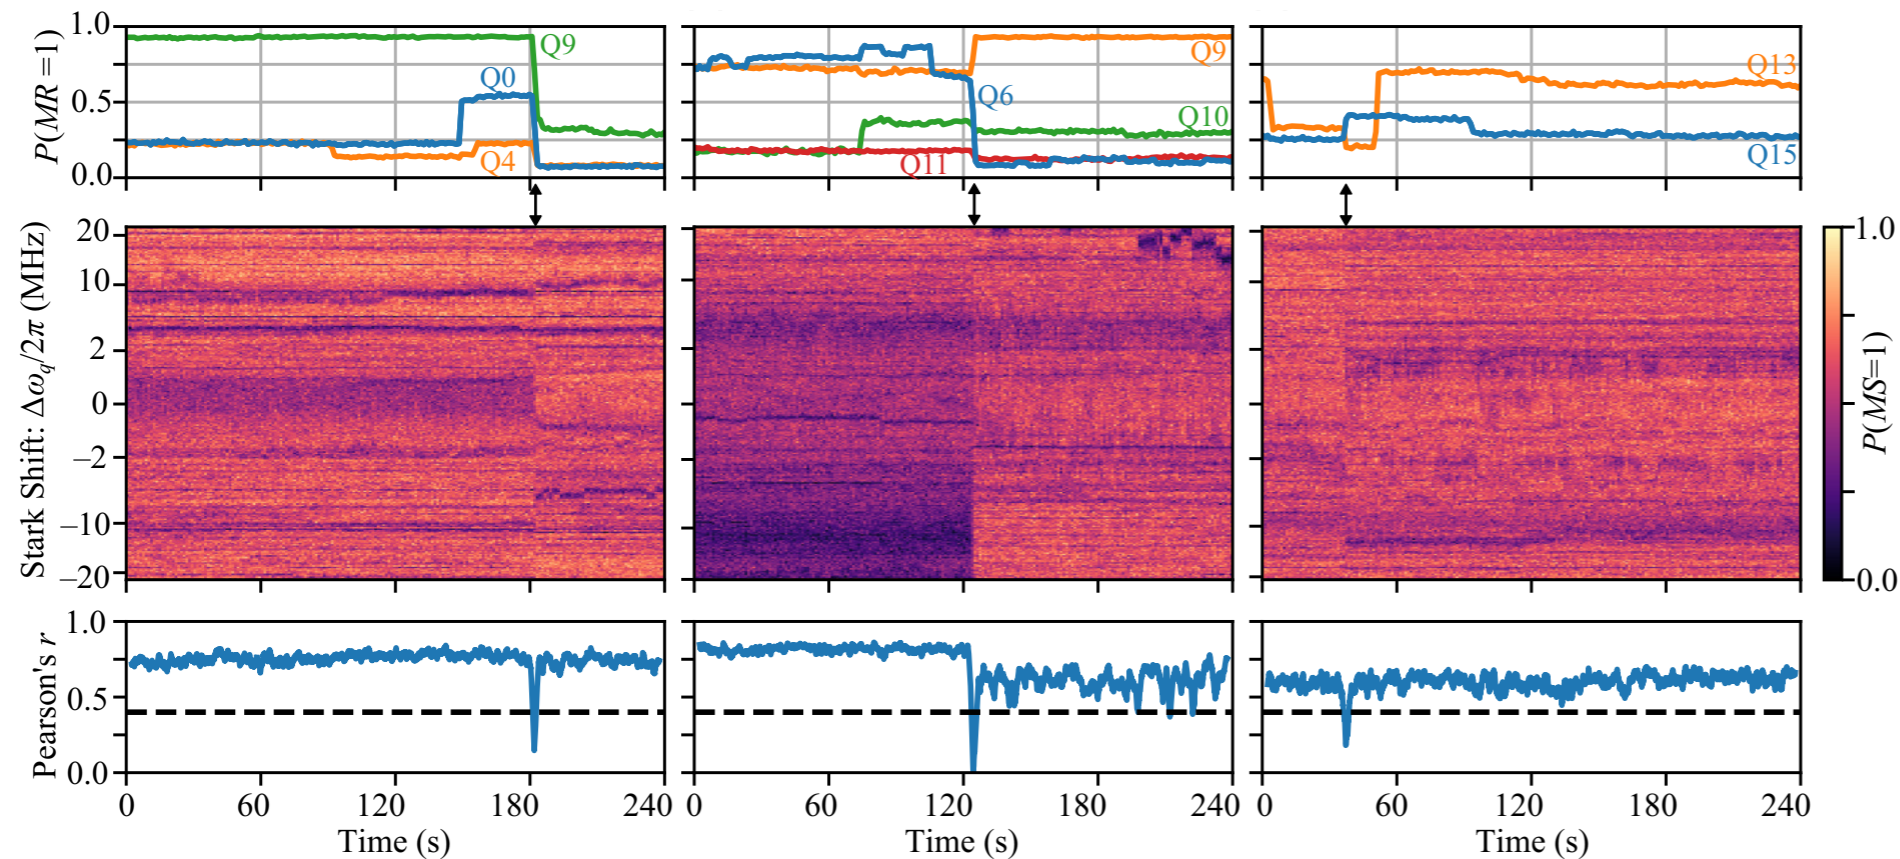 P(MR=1)
1.0
0.5
0.0
Q9
Q0
Q4
Q9
Q6
Q10
Q11
Q13
Q15
Stark Shift: Δω_q/2π (MHz)
20
10
2
0
−2
−10
−20
1.0
0.0
P(MS=1)
Pearson's r
1.0
0.5
0.0
0 60 120 180 240
0 60 120 180 240
0 60 120 180 240
Time (s)
Time (s)
Time (s)